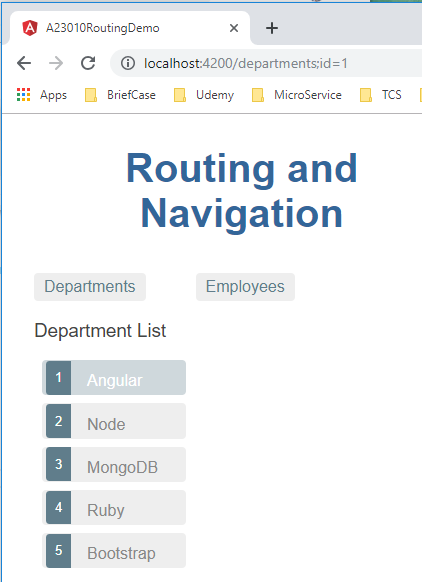 A23010RoutingDemo
localhost:4200/departments;id=1
Apps BriefCase Udemy MicroService TCS
Routing and
Navigation
Departments Employees
Department List
1 Angular
2 Node
3 MongoDB
4 Ruby
5 Bootstrap